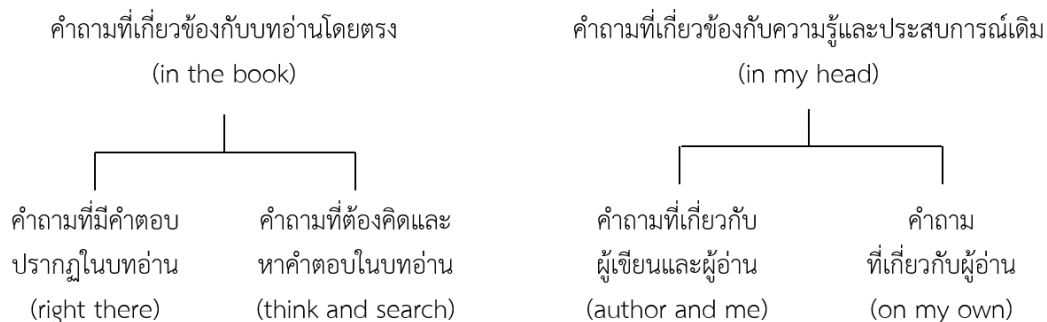 คำถามที่เกี่ยวข้องกับบทอ่านโดยตรง
(in the book)
คำถามที่มีคำตอบ
ปรากฏในบทอ่าน
(right there)
คำถามที่ต้องคิดและ
หาคำตอบในบทอ่าน
(think and search)
คำถามที่เกี่ยวข้องกับความรู้และประสบการณ์เดิม
(in my head)
คำถามที่เกี่ยวกับ
ผู้เขียนและผู้อ่าน
(author and me)
คำถาม
ที่เกี่ยวกับผู้อ่าน
(on my own)